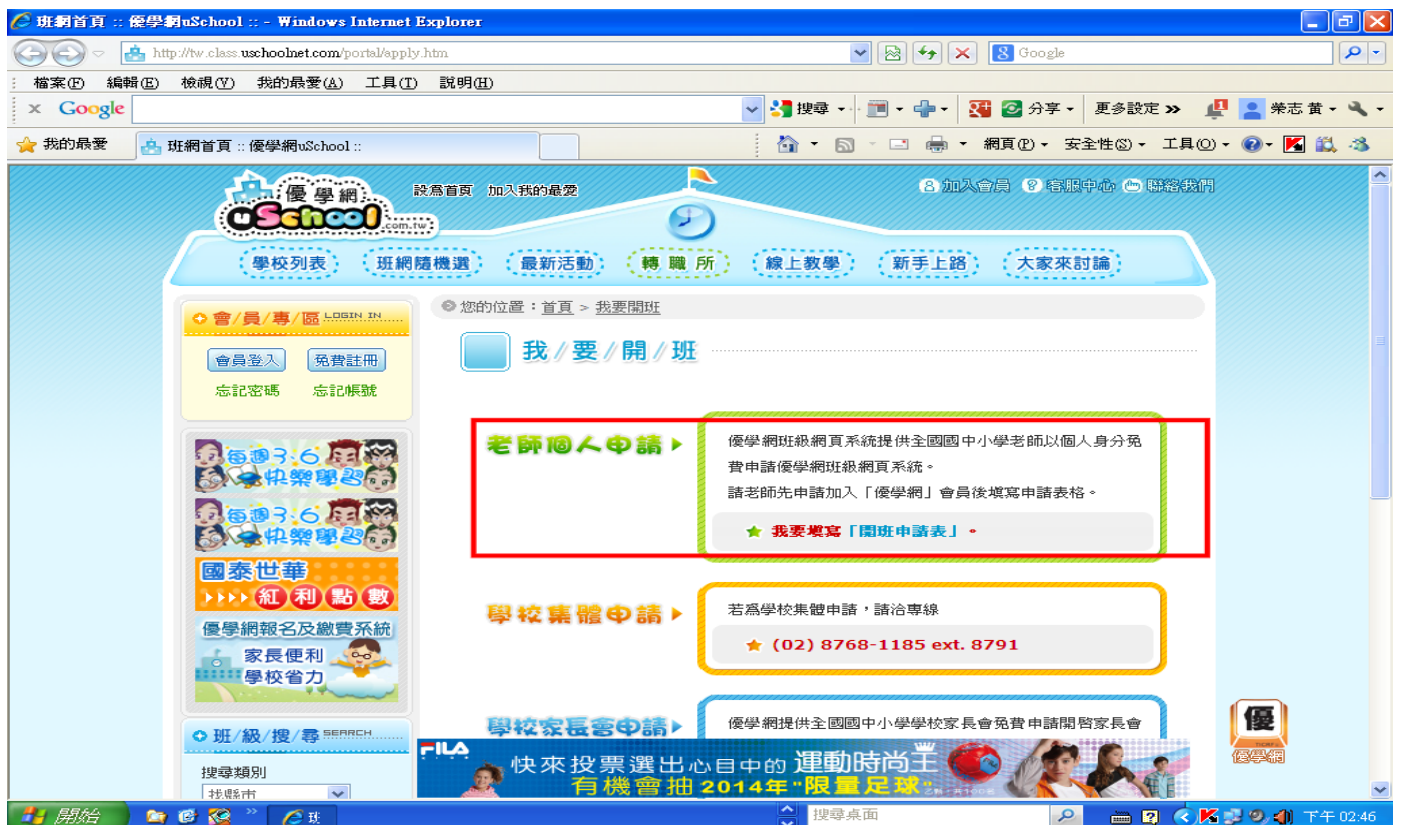 班網首頁 :: 優學網uSchool :: - Windows Internet Explorer
http://tw.class.uschoolnet.com/portal/apply.htm
Google
檔案(F) 編輯(E) 檢視(V) 我的最愛(A) 工具(T) 說明(H)
x Google 搜尋 分享 更多設定 » 榮志 黃
我的最愛 班網首頁 :: 優學網uSchool :: 網頁(P) 安全性(S) 工具(O)
優學網
uSchool.com.tw
設為首頁 加入我的最愛
加入會員 客服中心 聯絡我們
學校列表 班網隨機選 最新活動 轉職所 線上教學 新手上路 大家來討論
會/員/專/區 LOGIN IN
會員登入 免費註冊
忘記密碼 忘記帳號
每週3、6
快樂學習
每週3、6
快樂學習
國泰世華
紅利點數
優學網報名及繳費系統
家長便利
學校省力
班/級/搜/尋 SEARCH
搜尋類別
找縣市
您的位置：首頁 > 我要開班
我/要/開/班
老師個人申請
優學網班級網頁系統提供全國國中小學老師以個人身分免
費申請優學網班級網頁系統。
請老師先申請加入「優學網」會員後填寫申請表格。
★ 我要填寫「開班申請表」。
學校集體申請
若為學校集體申請，請洽專線
★ (02) 8768-1185 ext. 8791
學校家長會申請
優學網提供全國國中小學學校家長會免費申請開啟家長會
FILA
快來投票選出心目中的運動時尚王
有機會抽2014年"限量足球"
優
優學網
開始 班 搜尋桌面 下午 02:46